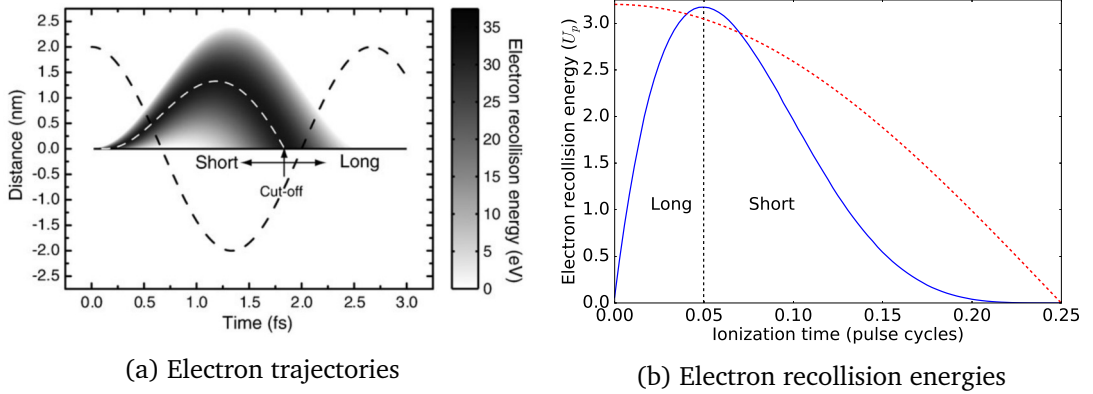 2.5
2.0
1.5
1.0
0.5
0.0
-0.5
-1.0
-1.5
-2.0
-2.5
Distance (nm)
Short
Long
Cut-off
0.0 0.5 1.0 1.5 2.0 2.5 3.0
Time (fs)
35
30
25
20
15
10
5
0
Electron recollision energy (eV)
(a) Electron trajectories
3.0
2.5
2.0
1.5
1.0
0.5
0.0
Electron recollision energy (U_p)
Long
Short
0.00 0.05 0.10 0.15 0.20 0.25
Ionization time (pulse cycles)
(b) Electron recollision energies